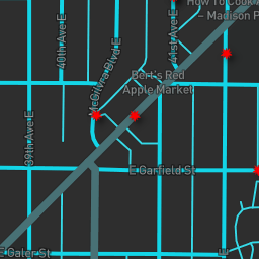 How To Cook A
– Madison P
40th Ave E
McGilvra Blvd E
41st Ave E
Bert's Red
Apple Market
39th Ave E
E Garfield St
E Galer St
E